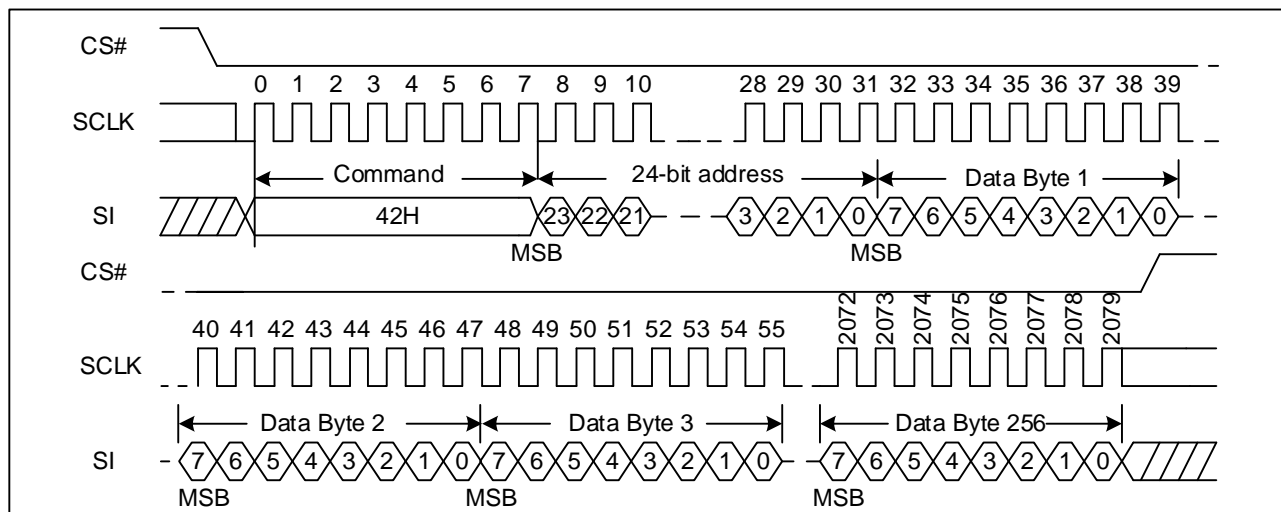 CS#
0 1 2 3 4 5 6 7 8 9 10 28 29 30 31 32 33 34 35 36 37 38 39
SCLK
Command 24-bit address Data Byte 1
SI 42H 23 22 21 3 2 1 0 7 6 5 4 3 2 1 0
MSB MSB
CS#
40 41 42 43 44 45 46 47 48 49 50 51 52 53 54 55 2072 2073 2074 2075 2076 2077 2078 2079
SCLK
Data Byte 2 Data Byte 3 Data Byte 256
SI 7 6 5 4 3 2 1 0 7 6 5 4 3 2 1 0 7 6 5 4 3 2 1 0
MSB MSB MSB